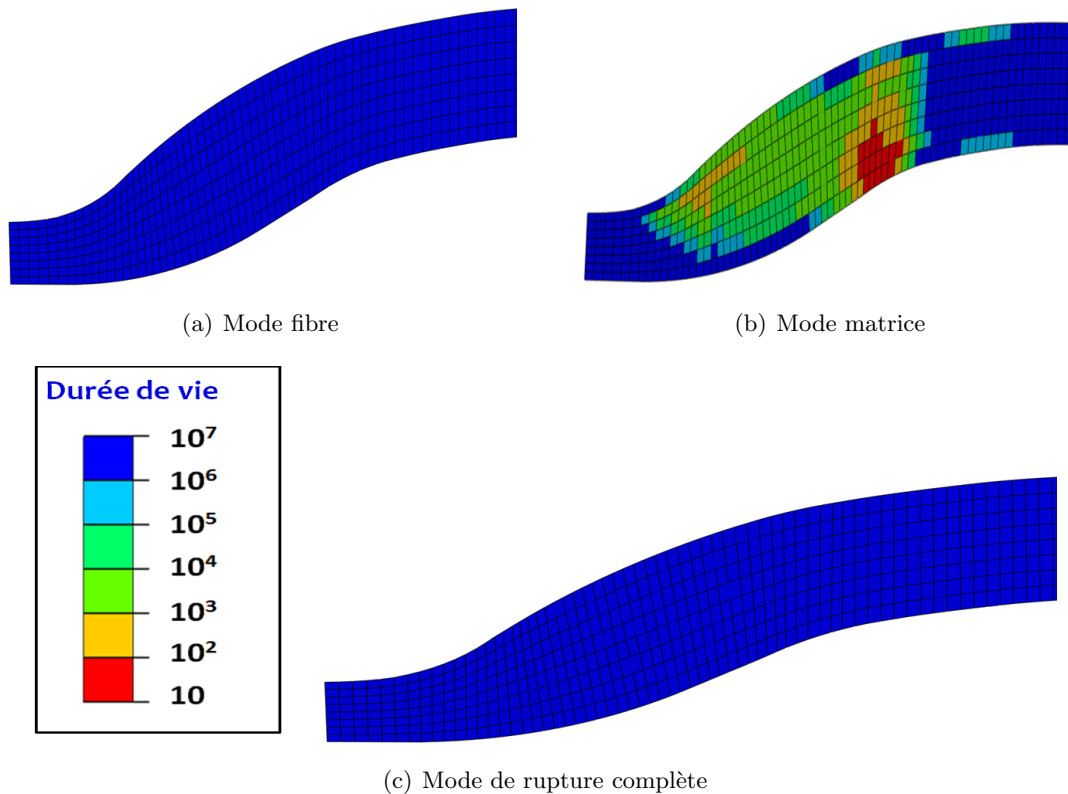 (a) Mode fibre
(b) Mode matrice
Durée de vie
10⁷
10⁶
10⁵
10⁴
10³
10²
10
(c) Mode de rupture complète